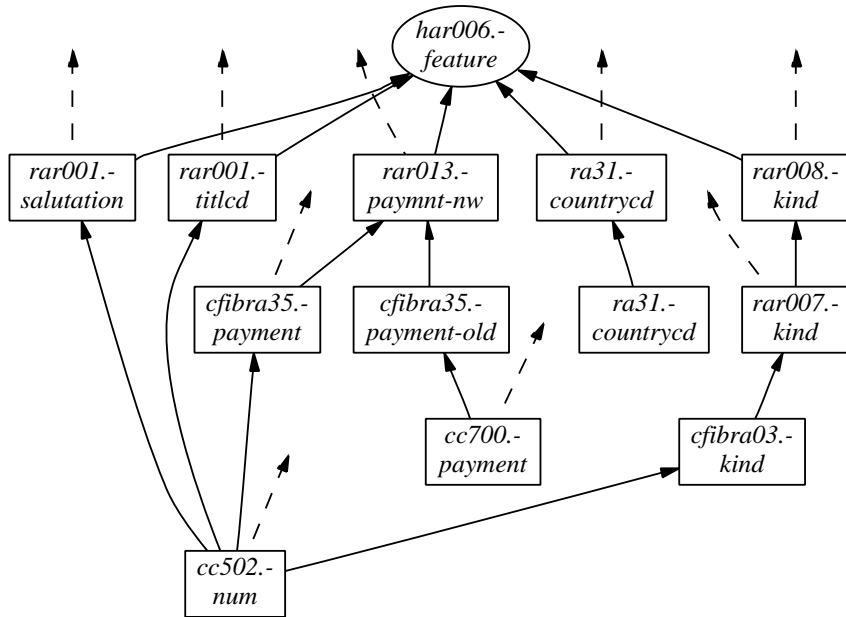 har006.-
feature
rar001.-
salutation
rar001.-
titlcd
rar013.-
paymnt-nw
ra31.-
countrycd
rar008.-
kind
cfibra35.-
payment
cfibra35.-
payment-old
ra31.-
countrycd
rar007.-
kind
cc700.-
payment
cfibra03.-
kind
cc502.-
num